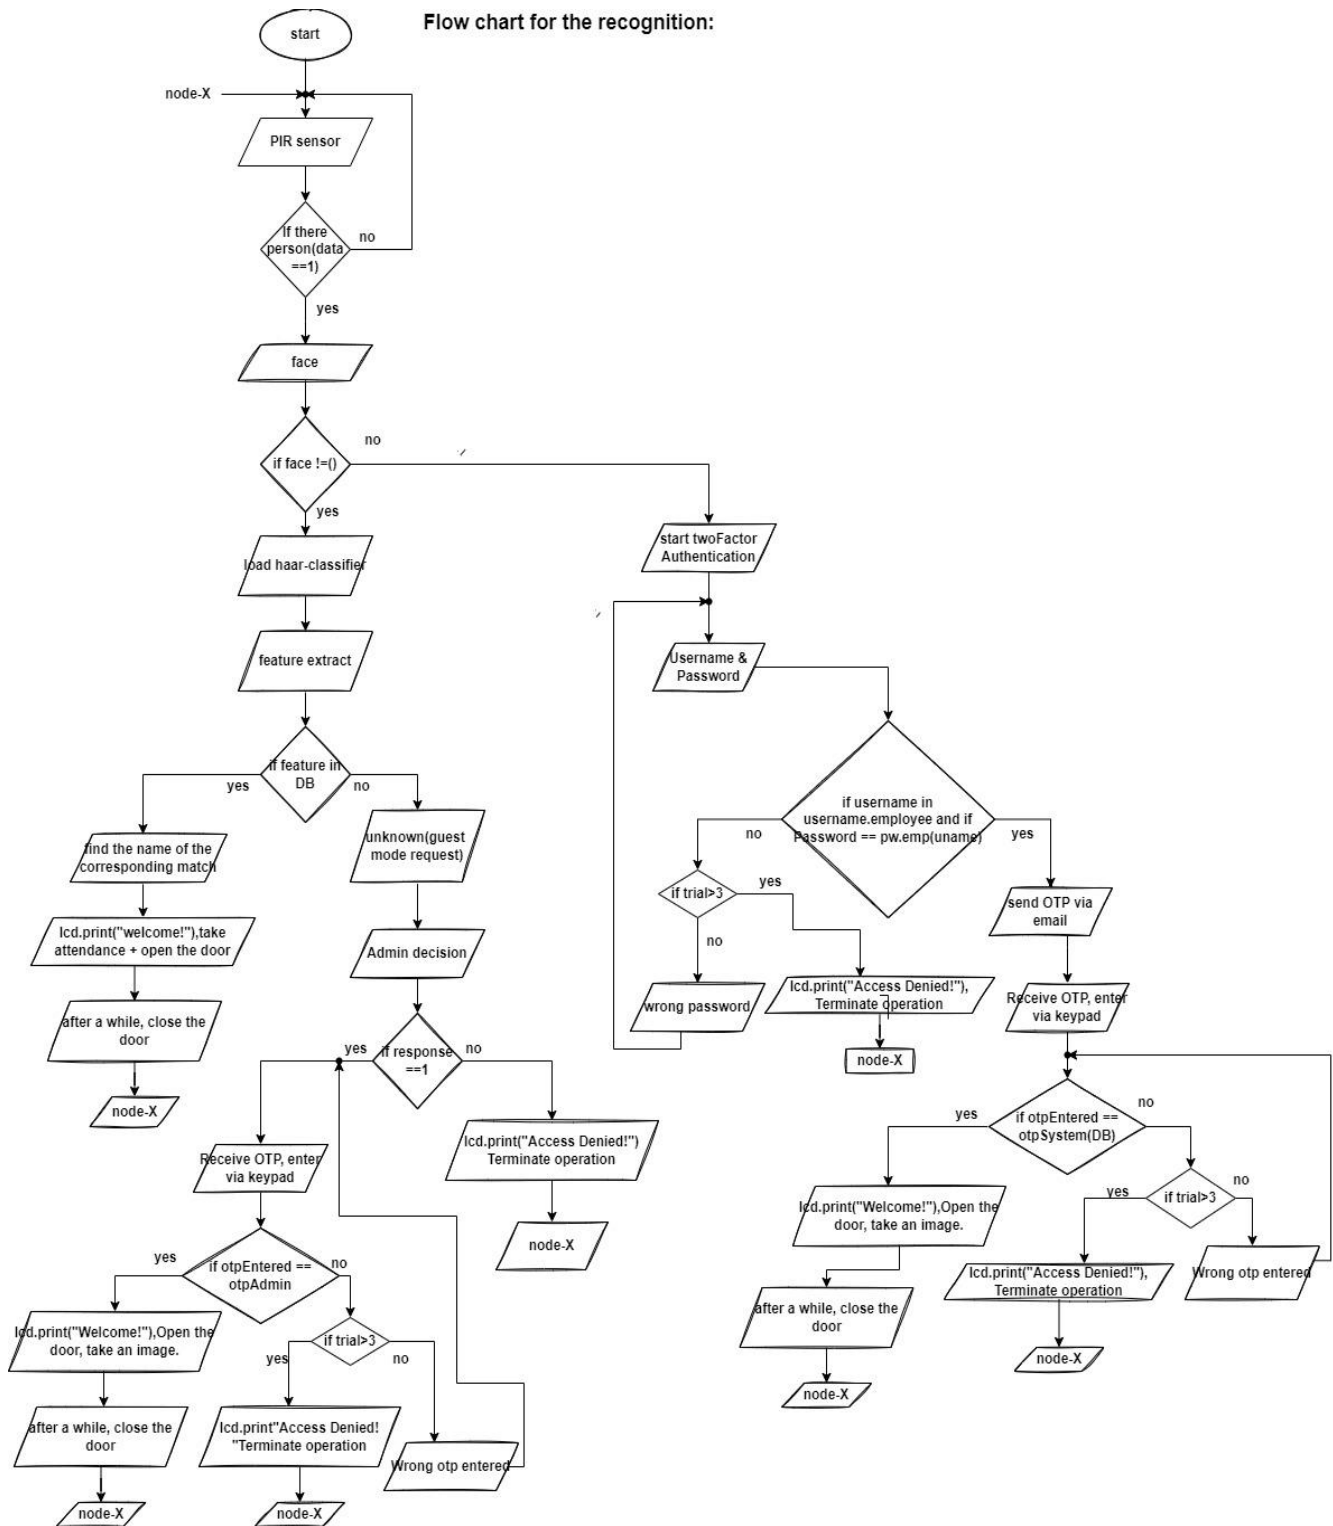 Flow chart for the recognition:
start
node-X
PIR sensor
If there
person(data
==1)
no
yes
face
if face !=()
no
yes
load haar-classifier
feature extract
if feature in
DB
yes
no
find the name of the
corresponding match
lcd.print("welcome!"),take
attendance + open the door
after a while, close the
door
node-X
unknown(guest
mode request)
Admin decision
if response
==1
yes
no
lcd.print("Access Denied!")
Terminate operation
node-X
Receive OTP, enter
via keypad
if otpEntered ==
otpAdmin
yes
no
lcd.print("Welcome!"),Open the
door, take an image.
after a while, close the
door
node-X
if trial>3
yes
no
lcd.print"Access Denied!
"Terminate operation
node-X
Wrong otp entered
start twoFactor
Authentication
Username &
Password
if username in
username.employee and if
Password == pw.emp(uname)
no
yes
if trial>3
yes
no
wrong password
lcd.print("Access Denied!"),
Terminate operation
node-X
send OTP via
email
Receive OTP, enter
via keypad
if otpEntered ==
otpSystem(DB)
yes
no
lcd.print("Welcome!"),Open the
door, take an image.
after a while, close the
door
node-X
if trial>3
yes
no
lcd.print("Access Denied!"),
Terminate operation
node-X
Wrong otp entered